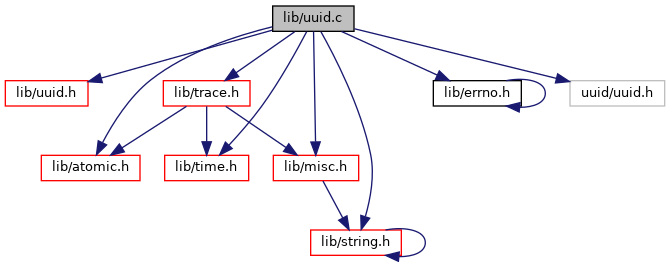 lib/uuid.c
lib/uuid.h
lib/trace.h
lib/errno.h
uuid/uuid.h
lib/atomic.h
lib/time.h
lib/misc.h
lib/string.h